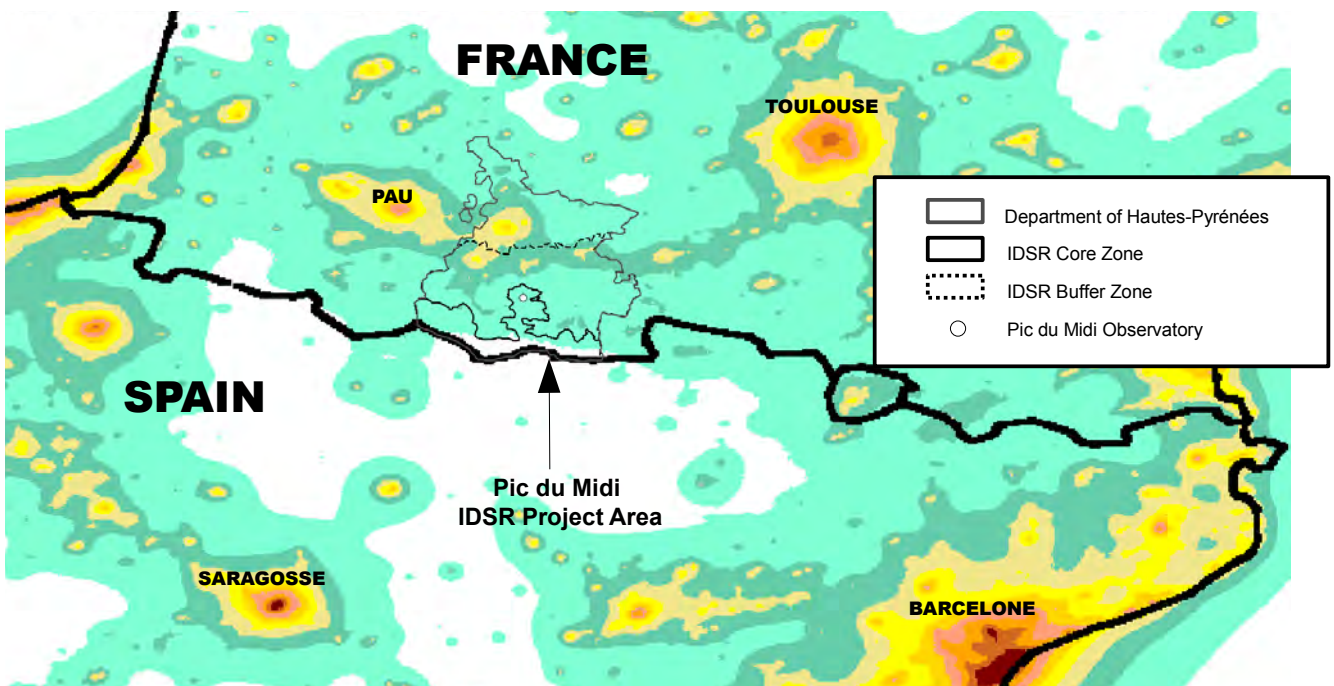 FRANCE
TOULOUSE
PAU
Department of Hautes-Pyrénées
IDSR Core Zone
IDSR Buffer Zone
Pic du Midi Observatory
SPAIN
Pic du Midi
IDSR Project Area
SARAGOSSE
BARCELONE